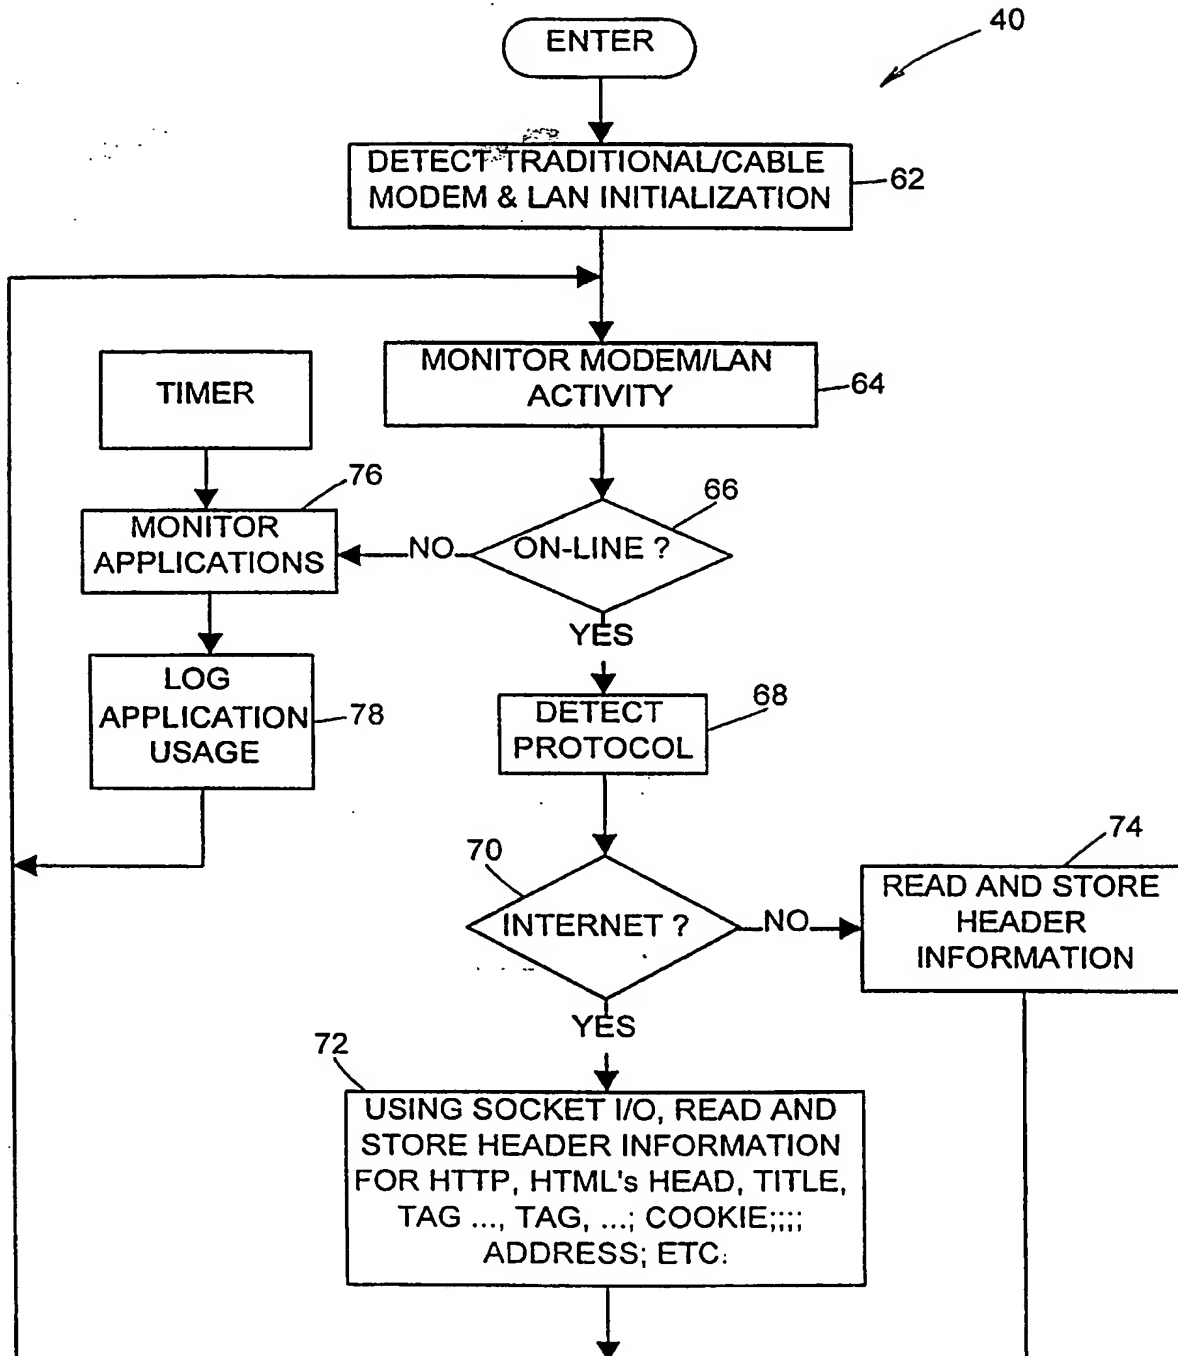 ENTER
40
DETECT TRADITIONAL/CABLE
MODEM & LAN INITIALIZATION
62
MONITOR MODEM/LAN
ACTIVITY
64
TIMER
76
MONITOR
APPLICATIONS
NO
66
ON-LINE ?
YES
LOG
APPLICATION
USAGE
78
DETECT
PROTOCOL
68
70
INTERNET ?
NO
74
READ AND STORE
HEADER
INFORMATION
YES
72
USING SOCKET I/O, READ AND
STORE HEADER INFORMATION
FOR HTTP, HTML's HEAD, TITLE,
TAG ..., TAG, ...; COOKIE;;;;
ADDRESS; ETC.